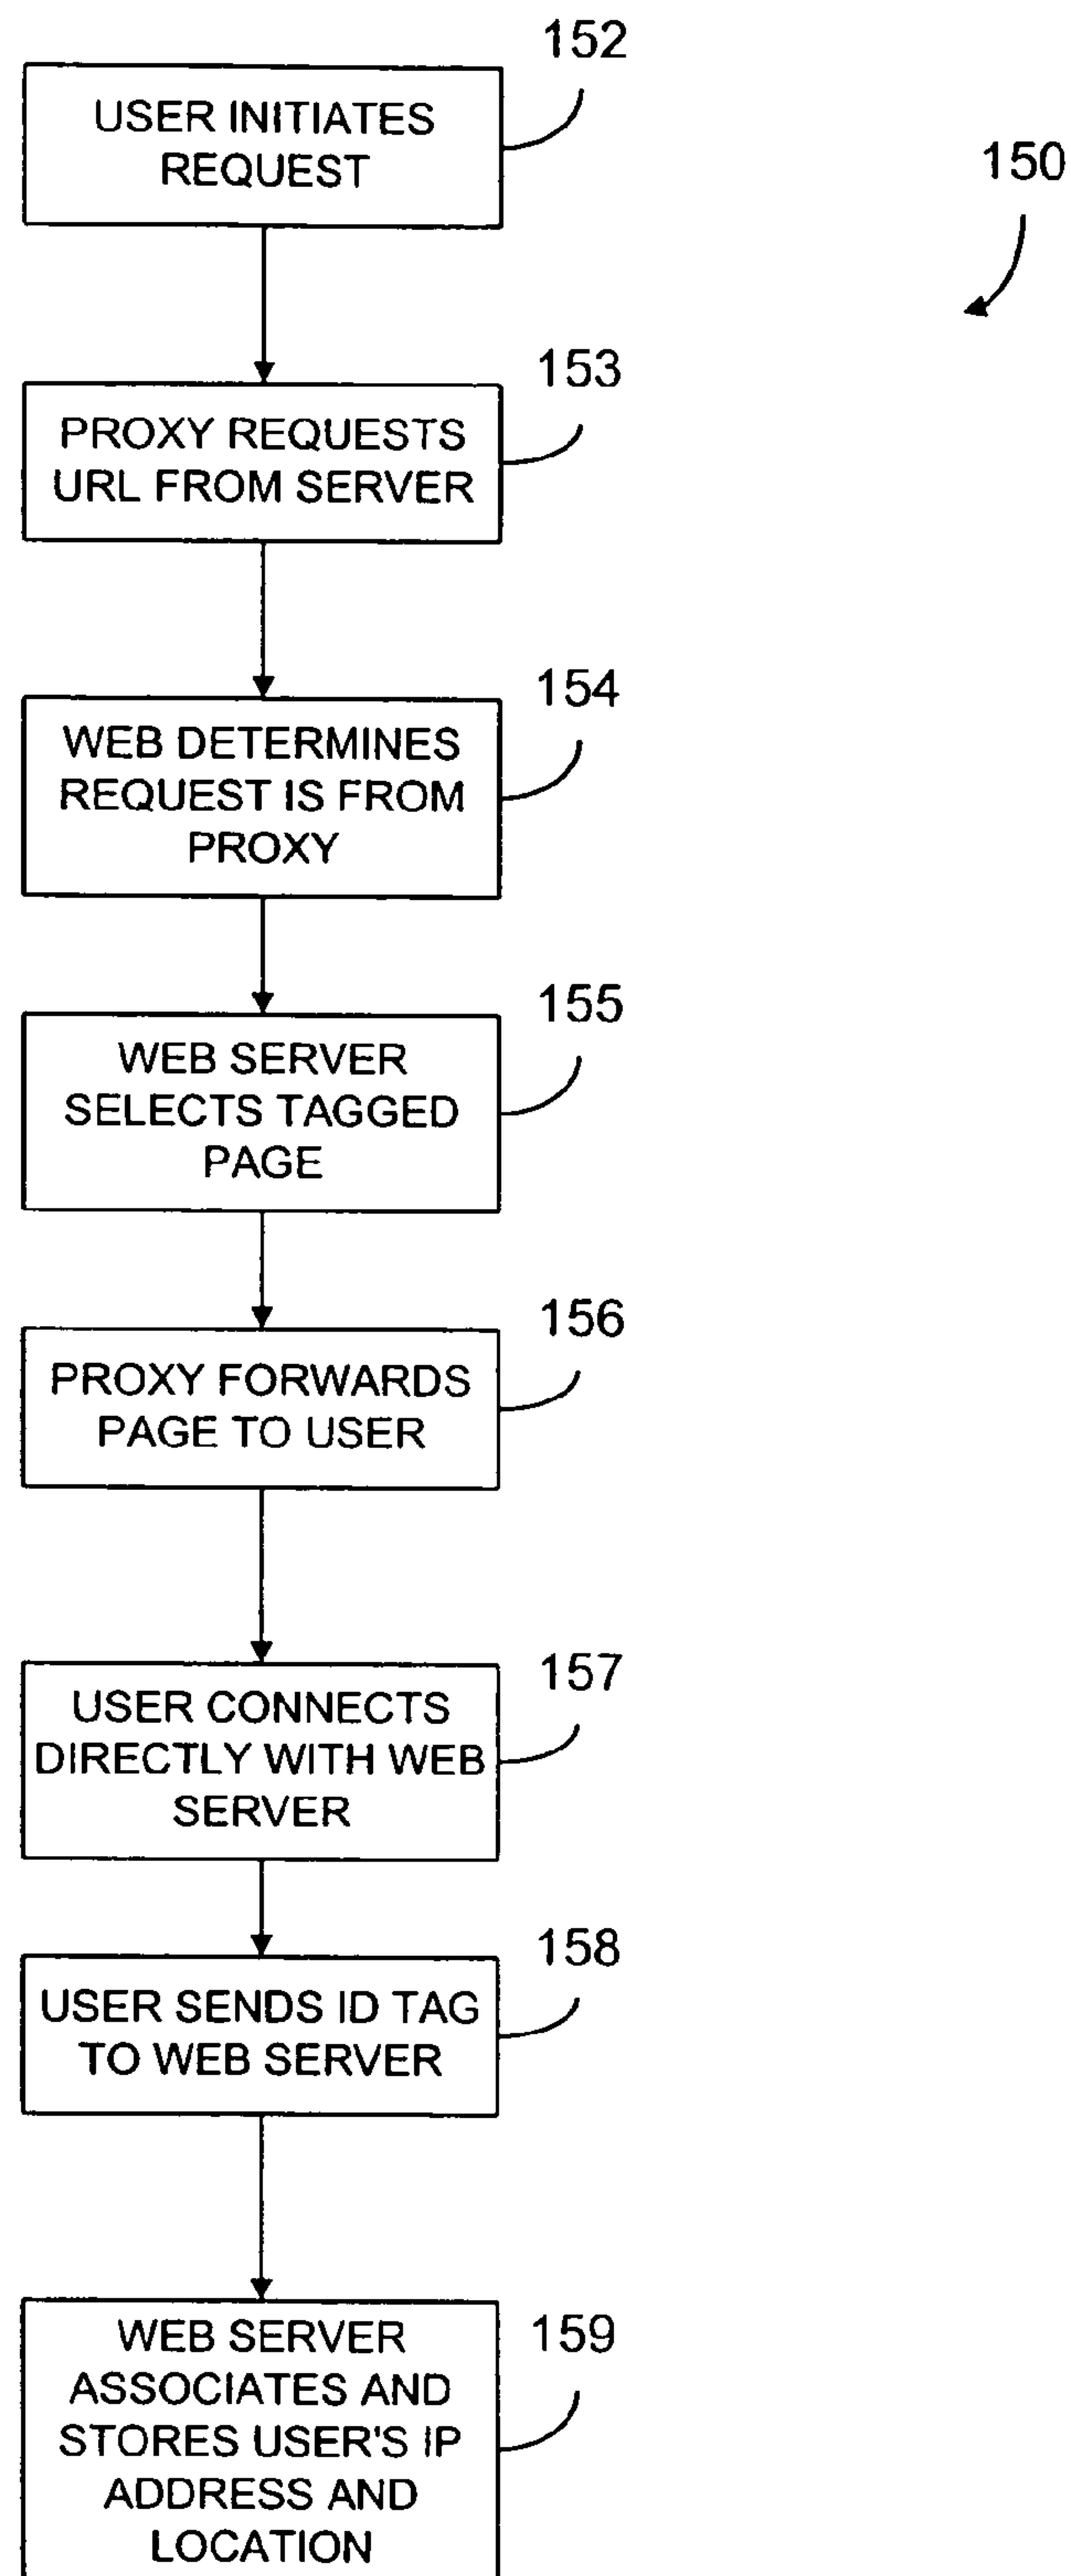 152
USER INITIATES
REQUEST
150
153
PROXY REQUESTS
URL FROM SERVER
154
WEB DETERMINES
REQUEST IS FROM
PROXY
155
WEB SERVER
SELECTS TAGGED
PAGE
156
PROXY FORWARDS
PAGE TO USER
157
USER CONNECTS
DIRECTLY WITH WEB
SERVER
158
USER SENDS ID TAG
TO WEB SERVER
159
WEB SERVER
ASSOCIATES AND
STORES USER'S IP
ADDRESS AND
LOCATION